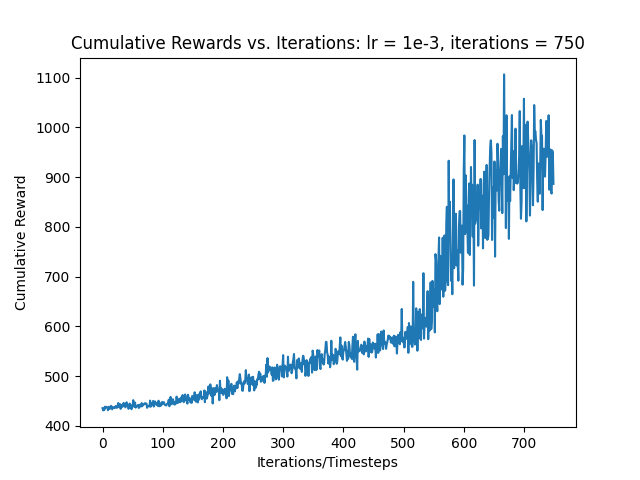 Cumulative Rewards vs. Iterations: lr = 1e-3, iterations = 750
1100
1000
900
800
700
600
500
400
Cumulative Reward
0 100 200 300 400 500 600 700
Iterations/Timesteps